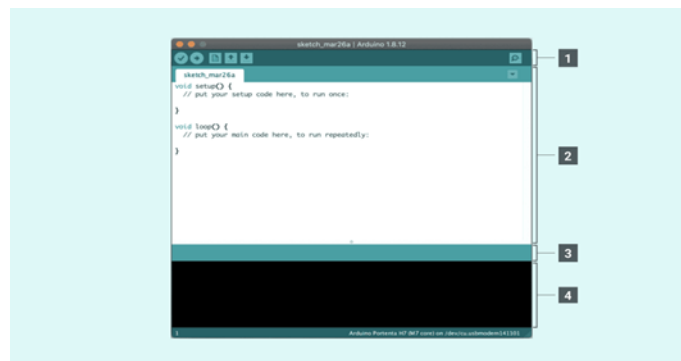 sketch_mar26a | Arduino 1.8.12
1
sketch_mar26a
void setup() {
// put your setup code here, to run once:
}
void loop() {
// put your main code here, to run repeatedly:
}
2
3
4
1
Arduino Portenta H7 (M7 core) on /dev/cu.usbmodem141101